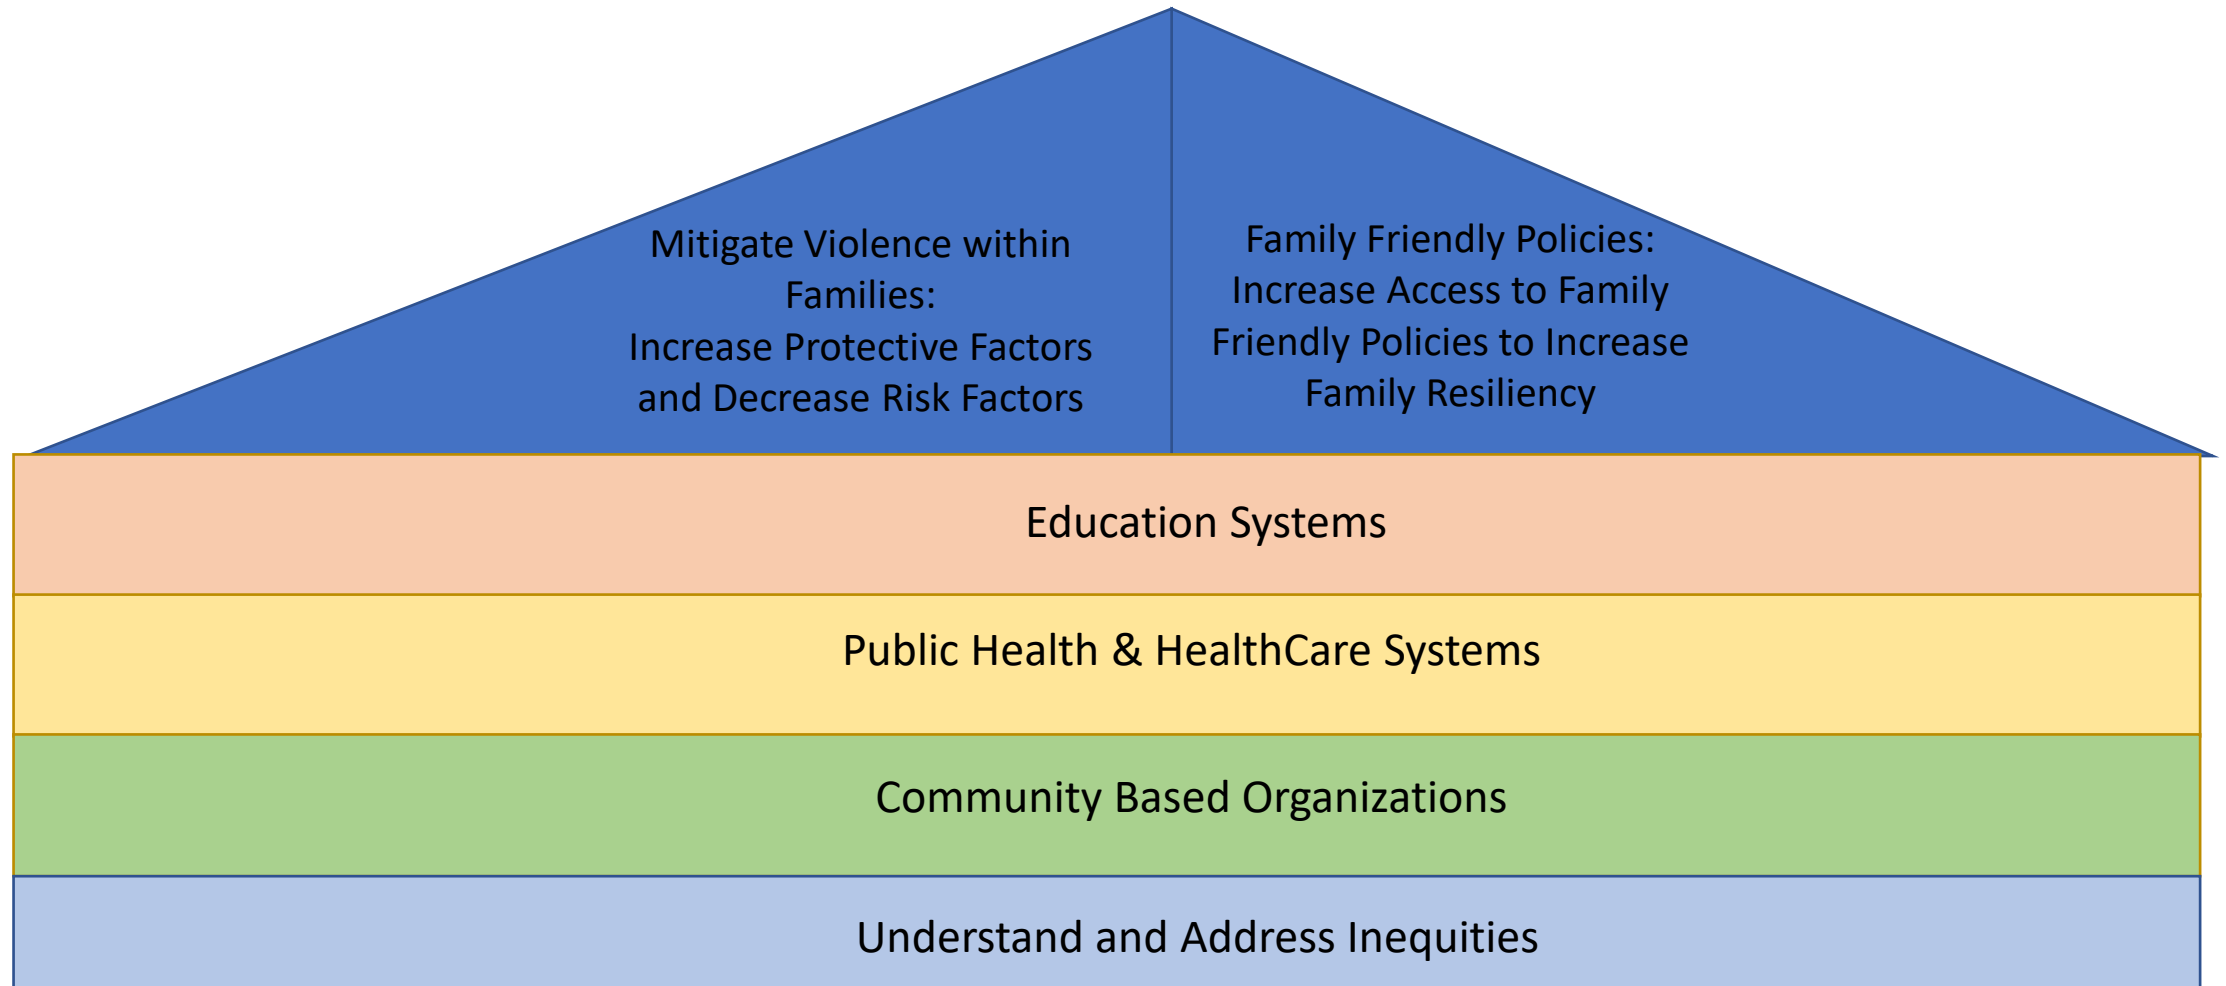 Mitigate Violence within
Families:
Increase Protective Factors
and Decrease Risk Factors
Family Friendly Policies:
Increase Access to Family
Friendly Policies to Increase
Family Resiliency
Education Systems
Public Health & HealthCare Systems
Community Based Organizations
Understand and Address Inequities